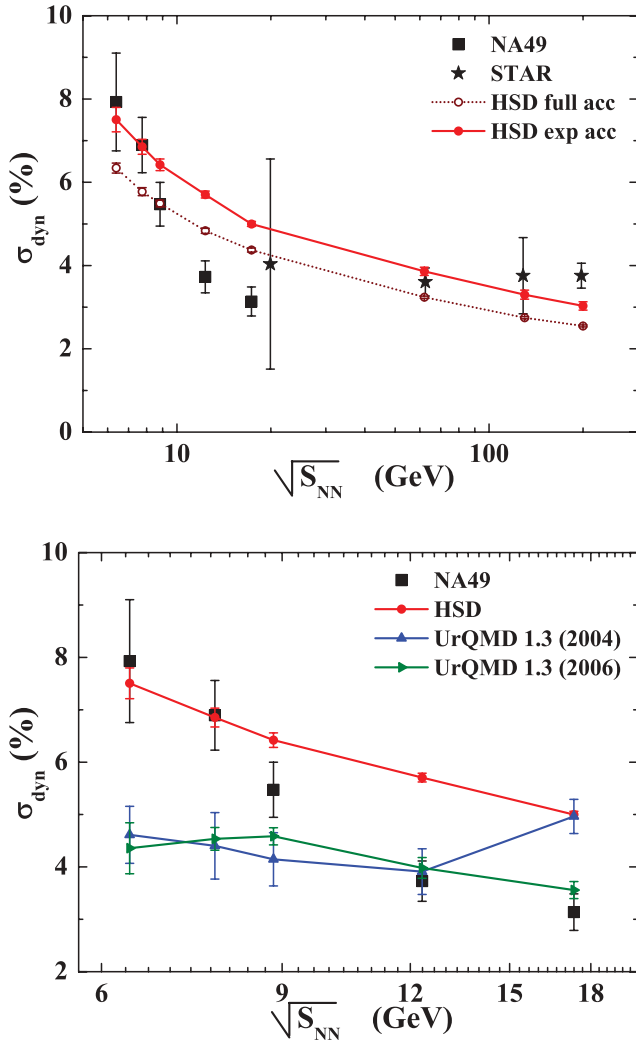 10
NA49
STAR
HSD full acc
HSD exp acc
8
6
4
2
0
σdyn (%)
10
100
√SNN (GeV)
10
NA49
HSD
UrQMD 1.3 (2004)
UrQMD 1.3 (2006)
8
6
4
2
σdyn (%)
6
9
12
15
18
√SNN (GeV)